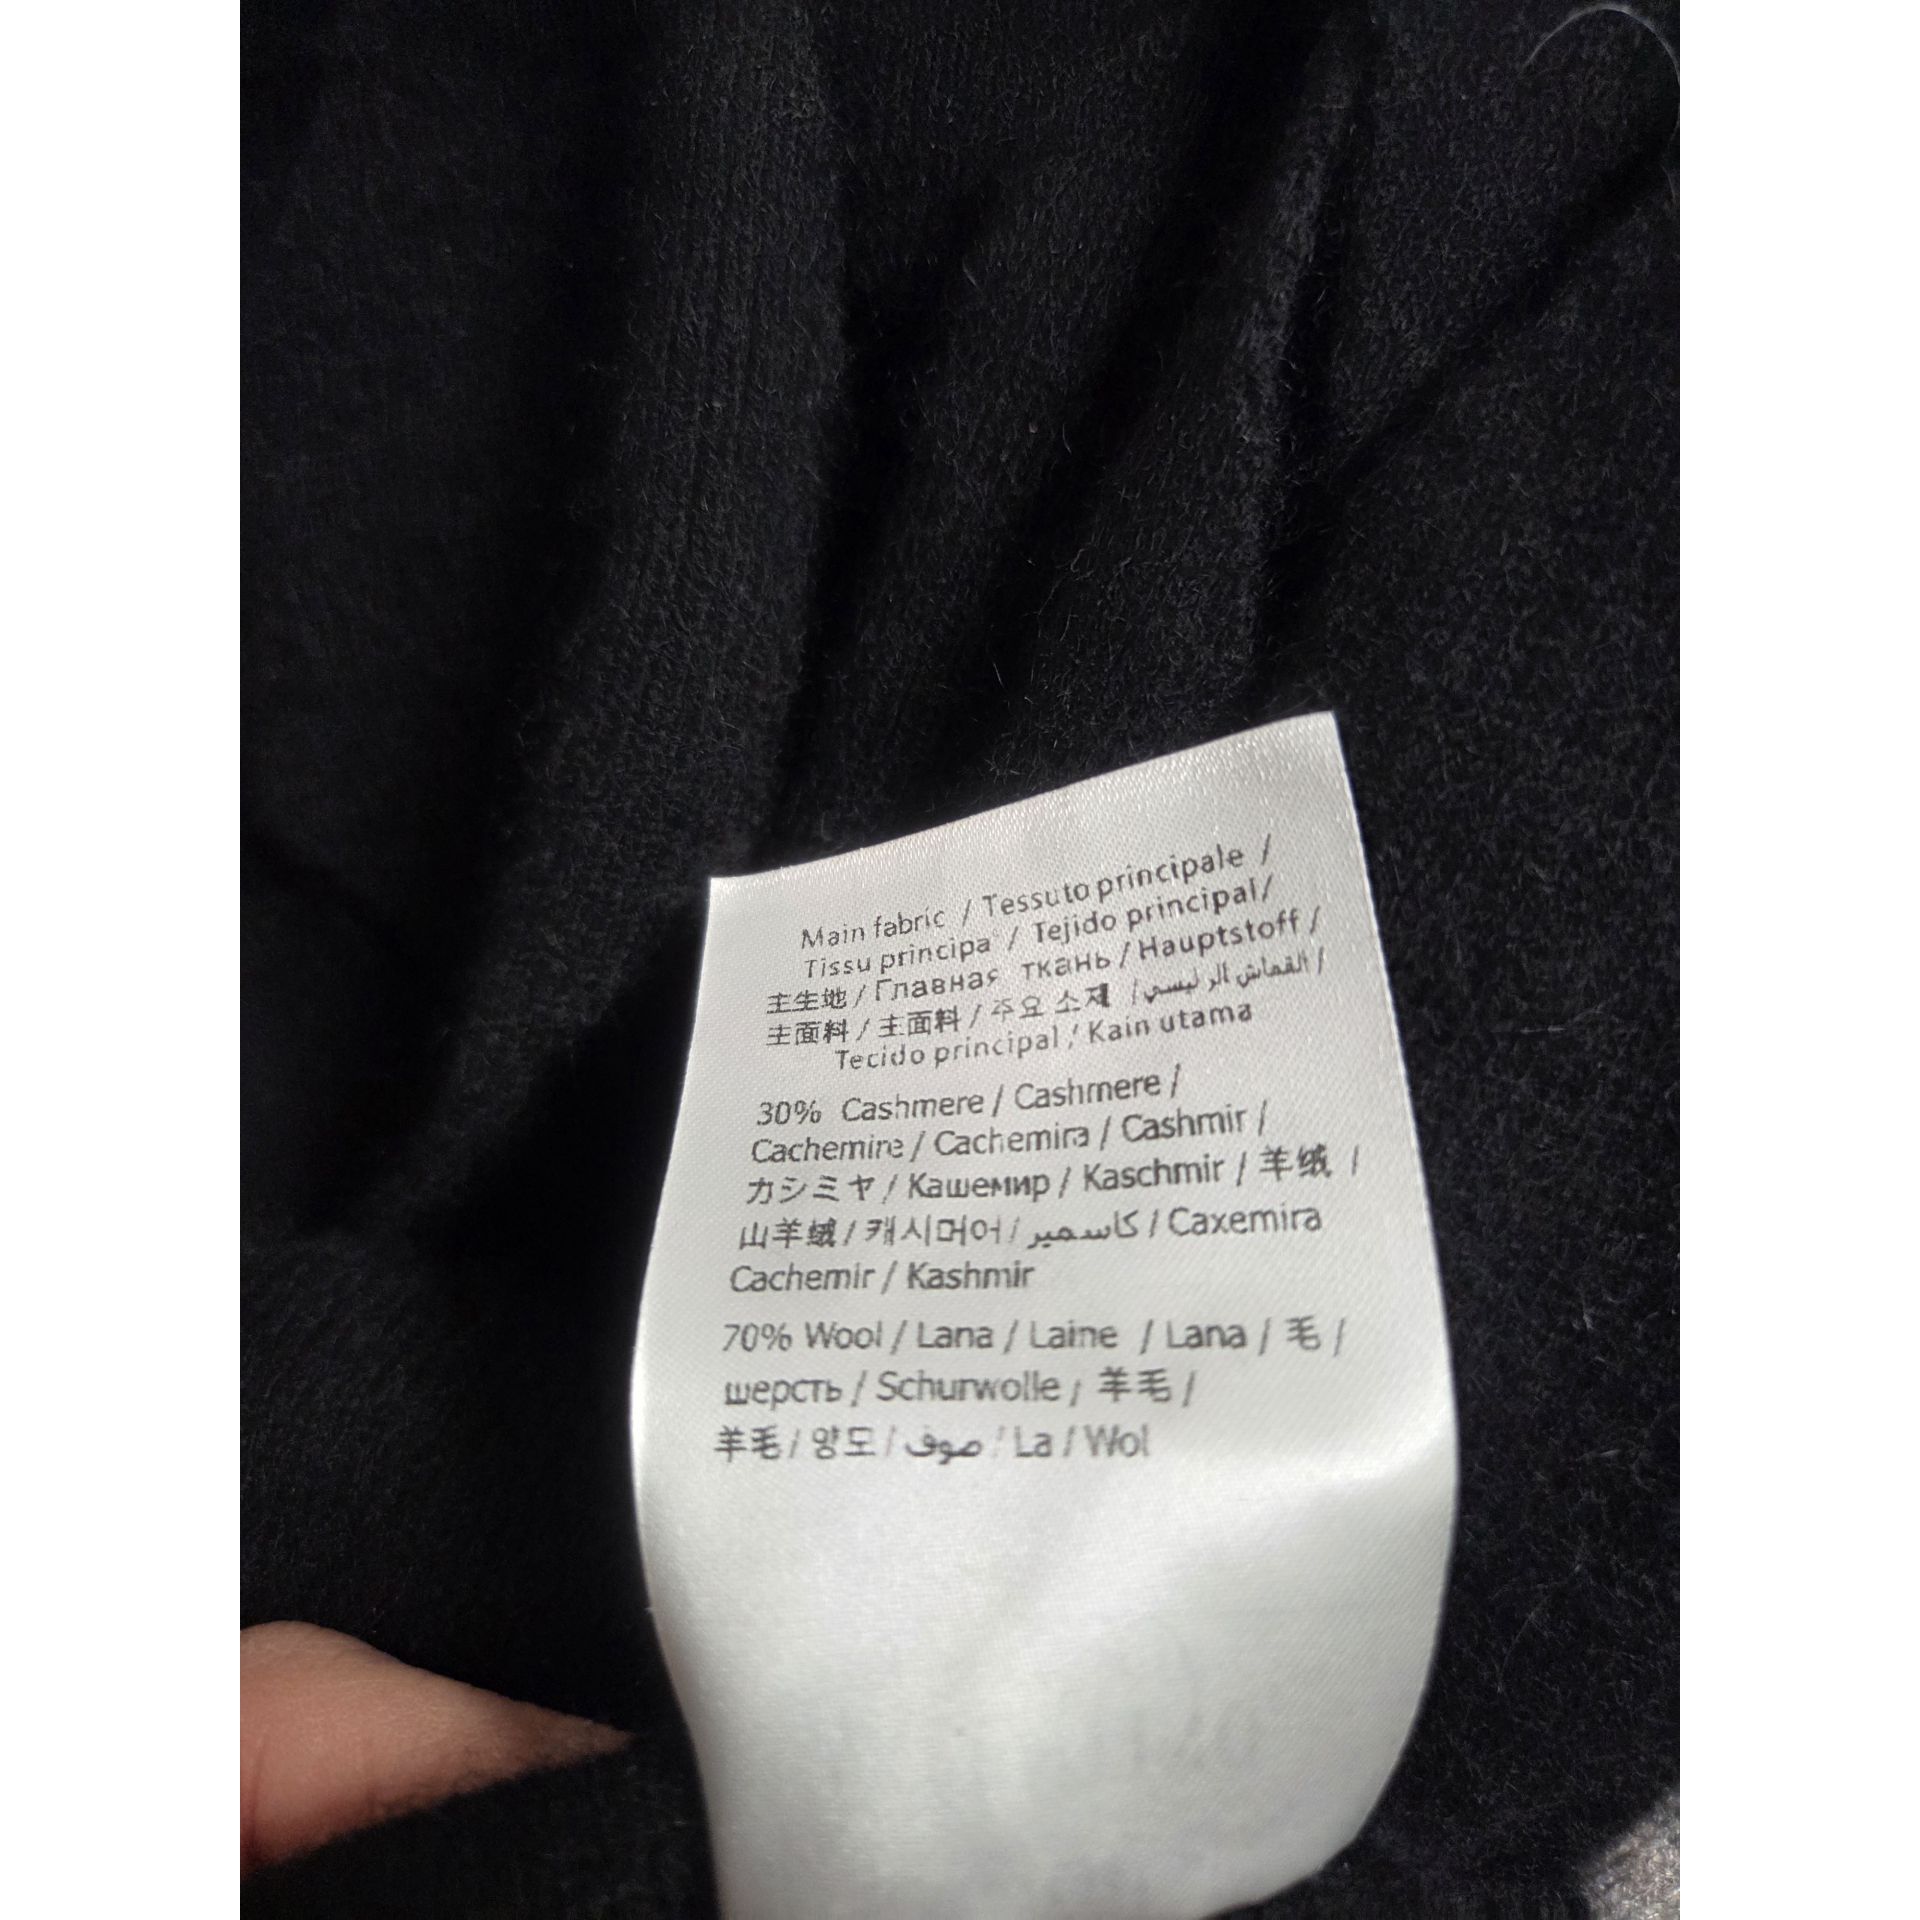 Main fabric / Tessuto principale /
Tissu principa / Tejido principal/
主生地 / Главная ткань / Hauptstoff /
主面料 / 主面料 / 주요 소재 / القماش الرئيسي /
Tecido principal / Kain utama
30% Cashmere / Cashmere /
Cachemire / Cachemira / Cashmir /
カシミヤ / Кашемир / Kaschmir / 羊绒 /
山羊绒 / 캐시머어 / كاسمير / Caxemira
Cachemir / Kashmir
70% Wool / Lana / Laine / Lana / 毛 /
шерсть / Schurwolle / 羊毛 /
羊毛 / 양모 / صوف / La / Wol